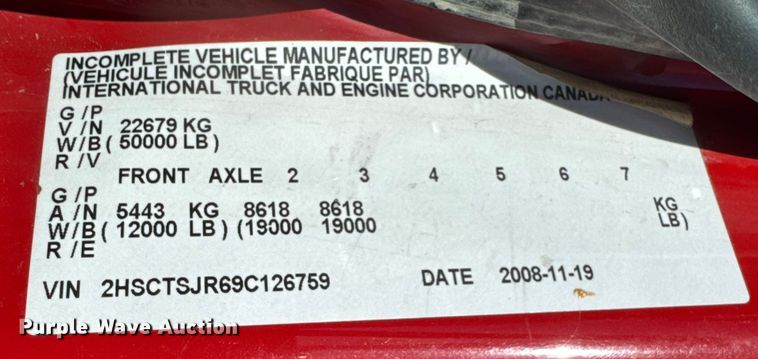 INCOMPLETE VEHICLE MANUFACTURED BY/
(VEHICULE INCOMPLET FABRIQUE PAR)
INTERNATIONAL TRUCK AND ENGINE CORPORATION CANADA
G /P
V /N 22679 KG
W/B ( 50000 LB )
R /V
FRONT AXLE 2 3 4 5 6 7
G /P
A /N 5443 KG 8618 8618 KG
W/B ( 12000 LB ) (19000 19000 LB )
R /E
VIN 2HSCTSJR69C126759 DATE 2008-11-19
Purple Wave Auction